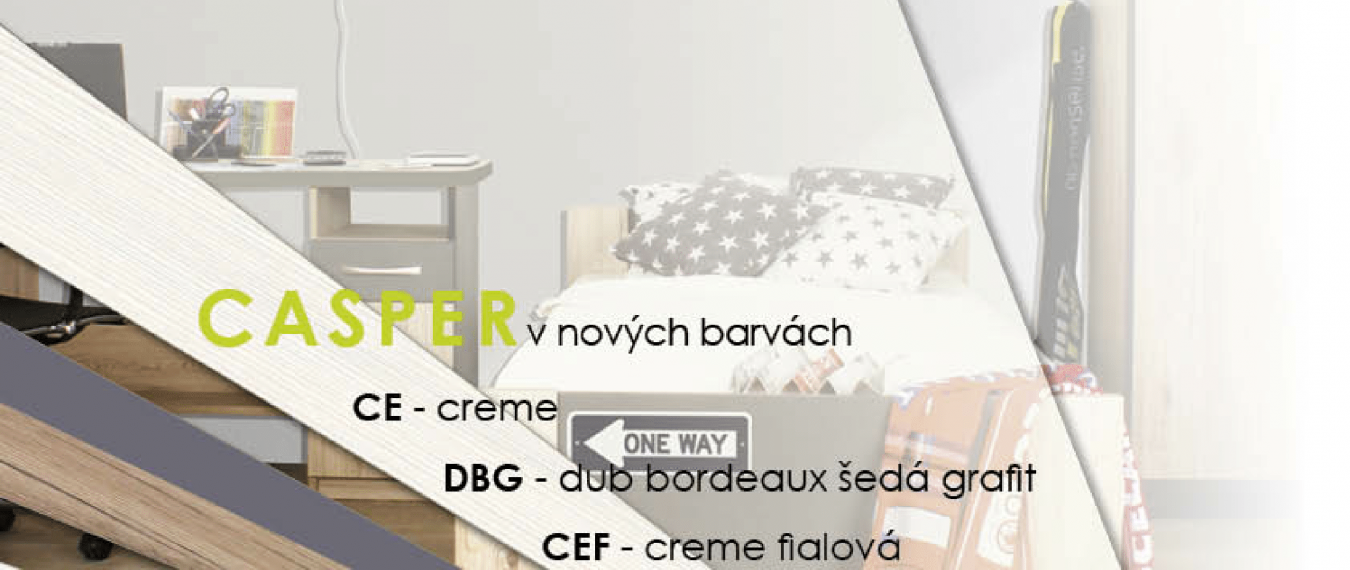 CASPER v nových barvách
CE - creme
ONE WAY
DBG - dub bordeaux šedá grafit
CEF - creme fialová